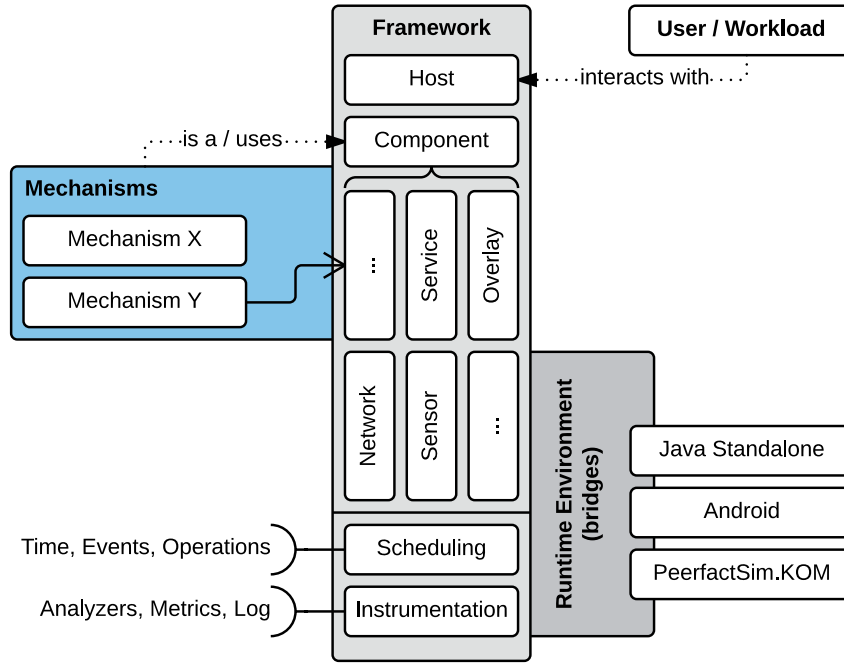 Framework
User / Workload
Host
interacts with
is a / uses
Component
Mechanisms
Mechanism X
Mechanism Y
...
Service
Overlay
Network
Sensor
...
Runtime Environment
(bridges)
Java Standalone
Android
PeerfactSim.KOM
Time, Events, Operations
Scheduling
Analyzers, Metrics, Log
Instrumentation